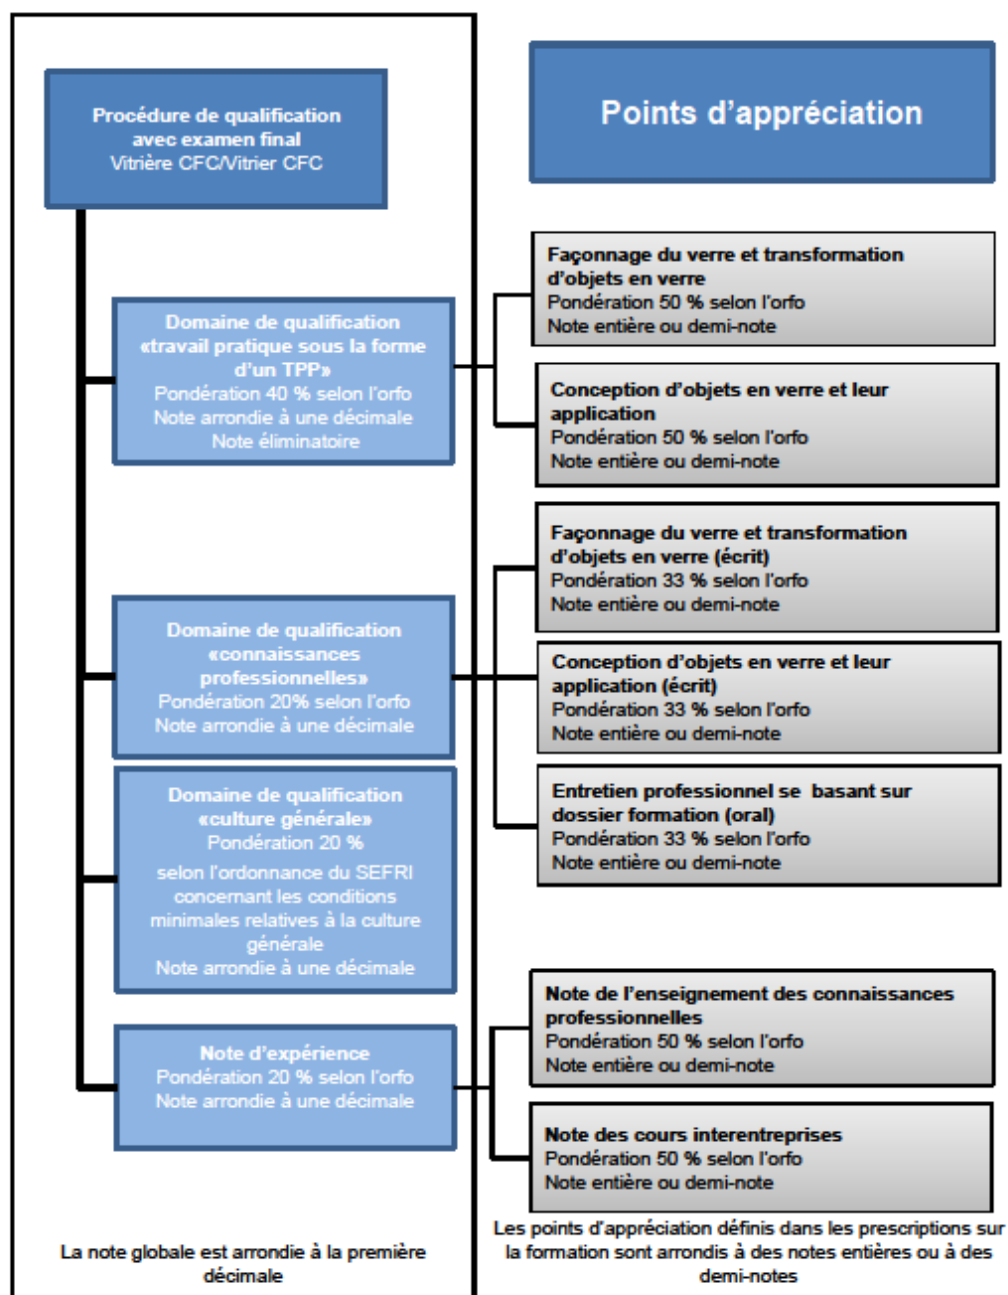 Procédure de qualification
avec examen final
Vitrière CFC/Vitrier CFC
Points d'appréciation
Domaine de qualification
«travail pratique sous la forme
d'un TPP»
Pondération 40 % selon l'orfo
Note arrondie à une décimale
Note éliminatoire
Façonnage du verre et transformation
d'objets en verre
Pondération 50 % selon l'orfo
Note entière ou demi-note
Conception d'objets en verre et leur
application
Pondération 50 % selon l'orfo
Note entière ou demi-note
Domaine de qualification
«connaissances
professionnelles»
Pondération 20% selon l'orfo
Note arrondie à une décimale
Façonnage du verre et transformation
d'objets en verre (écrit)
Pondération 33 % selon l'orfo
Note entière ou demi-note
Conception d'objets en verre et leur
application (écrit)
Pondération 33 % selon l'orfo
Note entière ou demi-note
Entretien professionnel se basant sur
dossier formation (oral)
Pondération 33 % selon l'orfo
Note entière ou demi-note
Domaine de qualification
«culture générale»
Pondération 20 %
selon l'ordonnance du SEFRI
concernant les conditions
minimales relatives à la culture
générale
Note arrondie à une décimale
Note d'expérience
Pondération 20 % selon l'orfo
Note arrondie à une décimale
Note de l'enseignement des connaissances
professionnelles
Pondération 50 % selon l'orfo
Note entière ou demi-note
Note des cours interentreprises
Pondération 50 % selon l'orfo
Note entière ou demi-note
La note globale est arrondie à la première
décimale
Les points d'appréciation définis dans les prescriptions sur
la formation sont arrondis à des notes entières ou à des
demi-notes